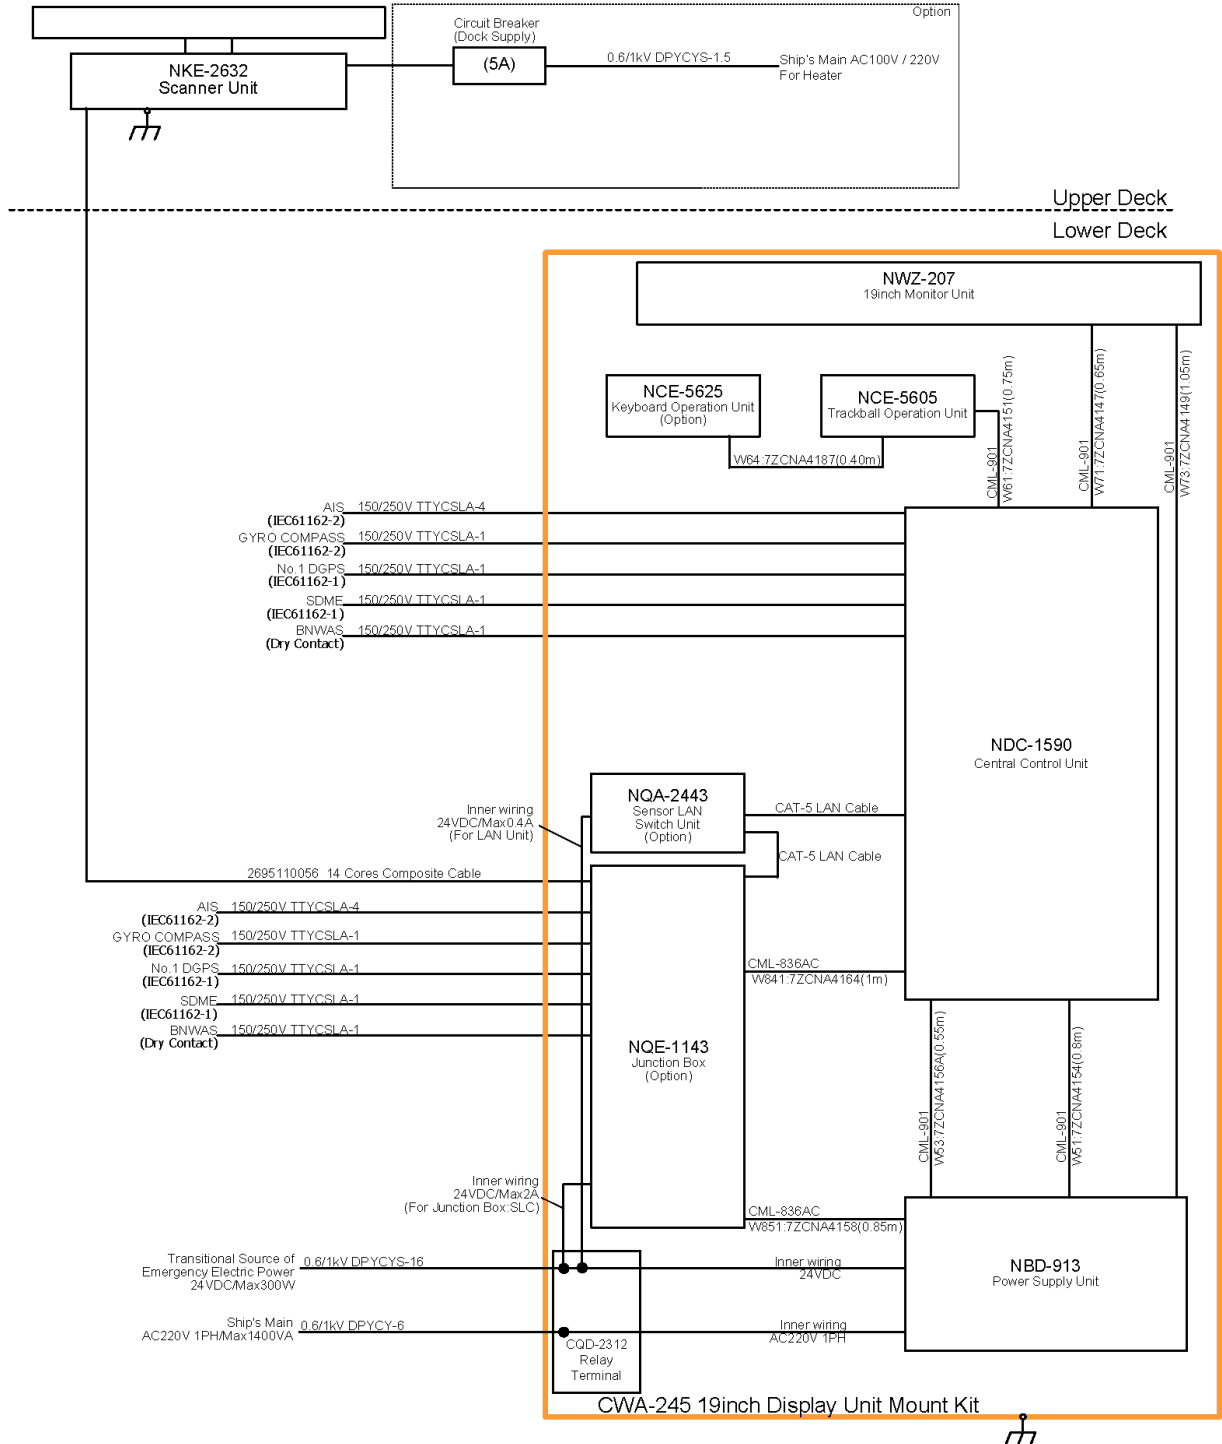 Option
Circuit Breaker
(Dock Supply)
(5A)
0.6/1kV DPYCYS-1.5
Ship's Main AC100V / 220V
For Heater
NKE-2632
Scanner Unit
Upper Deck
Lower Deck
NWZ-207
19inch Monitor Unit
NCE-5625
Keyboard Operation Unit
(Option)
NCE-5605
Trackball Operation Unit
W64:7ZCNA4187(0.40m)
CML-901
W61:7ZCNA4151(0.75m)
CML-901
W71:7ZCNA4147(0.65m)
CML-901
W73:7ZCNA4149(1.05m)
AIS 150/250V TTYCSLA-4
(IEC61162-2)
GYRO COMPASS 150/250V TTYCSLA-1
(IEC61162-2)
No.1 DGPS 150/250V TTYCSLA-1
(IEC61162-1)
SDME 150/250V TTYCSLA-1
(IEC61162-1)
BNWAS 150/250V TTYCSLA-1
(Dry Contact)
NDC-1590
Central Control Unit
NQA-2443
Sensor LAN
Switch Unit
(Option)
CAT-5 LAN Cable
CAT-5 LAN Cable
Inner wiring
24VDC/Max0.4A
(For LAN Unit)
2695110056 14 Cores Composite Cable
AIS 150/250V TTYCSLA-4
(IEC61162-2)
GYRO COMPASS 150/250V TTYCSLA-1
(IEC61162-2)
No.1 DGPS 150/250V TTYCSLA-1
(IEC61162-1)
SDME 150/250V TTYCSLA-1
(IEC61162-1)
BNWAS 150/250V TTYCSLA-1
(Dry Contact)
CML-836AC
W841:7ZCNA4164(1m)
NQE-1143
Junction Box
(Option)
CML-901
W53:7ZCNA4156A(0.55m)
CML-901
W51:7ZCNA4154(0.8m)
Inner wiring
24VDC/Max2A
(For Junction Box:SLC)
CML-836AC
W851:7ZCNA4158(0.85m)
Transitional Source of
Emergency Electric Power
24VDC/Max300W
0.6/1kV DPYCYS-16
Inner wiring
24VDC
NBD-913
Power Supply Unit
Ship's Main
AC220V 1PH/Max1400VA
0.6/1kV DPYCY-6
Inner wiring
AC220V 1PH
CQD-2312
Relay
Terminal
CWA-245 19inch Display Unit Mount Kit